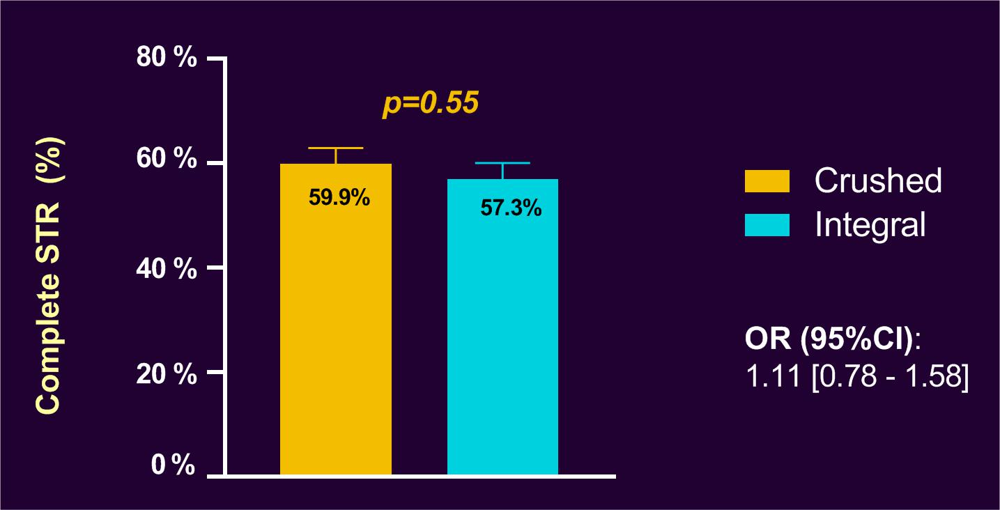 80 %
60 %
40 %
20 %
0 %
Complete STR (%)
p=0.55
59.9%
57.3%
Crushed
Integral
OR (95%CI):
1.11 [0.78 - 1.58]